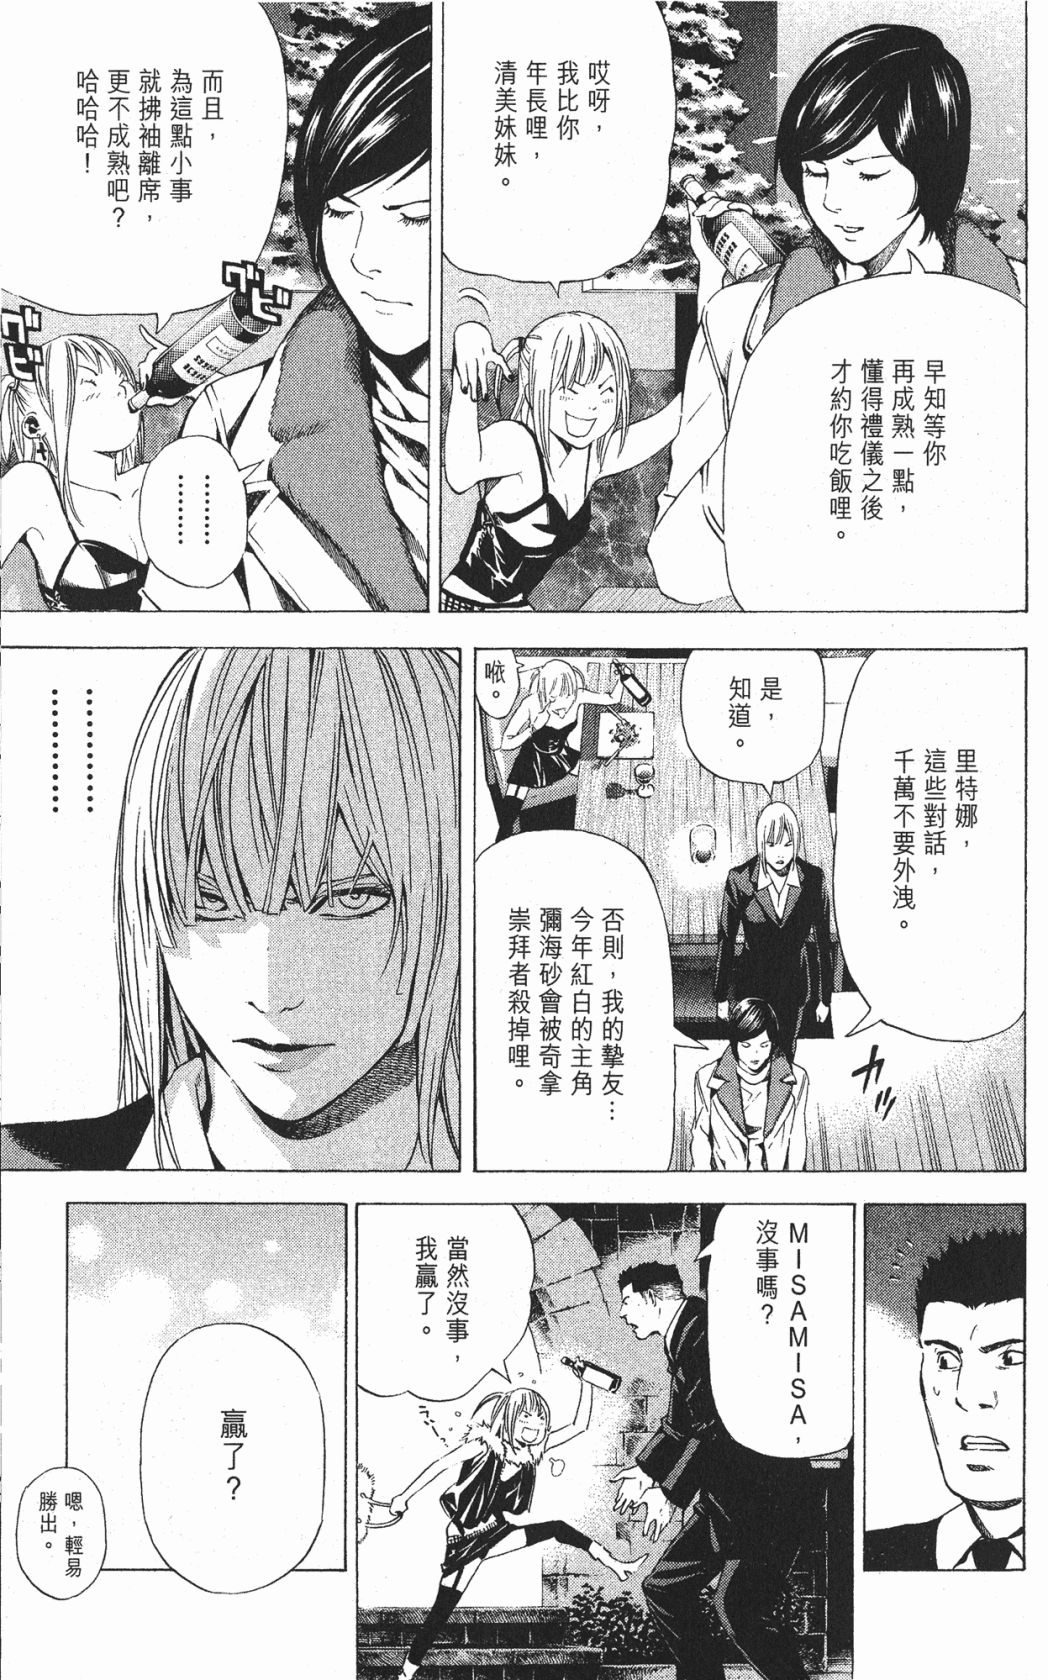 早知等你
再成熟一點，
懂得禮儀之後
才約你吃飯哩。
哎呀，
我比你
年長哩，
清美妹妹。
而且，
為這點小事
就拂袖離席，
更不成熟吧？
哈哈哈！
グビ
グビ
…………
里特娜，
這些對話，
千萬不要外洩。
是，
知道。
咻。
カッ
否則，我的摯友…
今年紅白的主角
彌海砂會被奇拿
崇拜者殺掉哩。
…………
MISAMISA，
沒事嗎？
當然沒事，
我贏了。
贏了？
嗯，輕易
勝出。